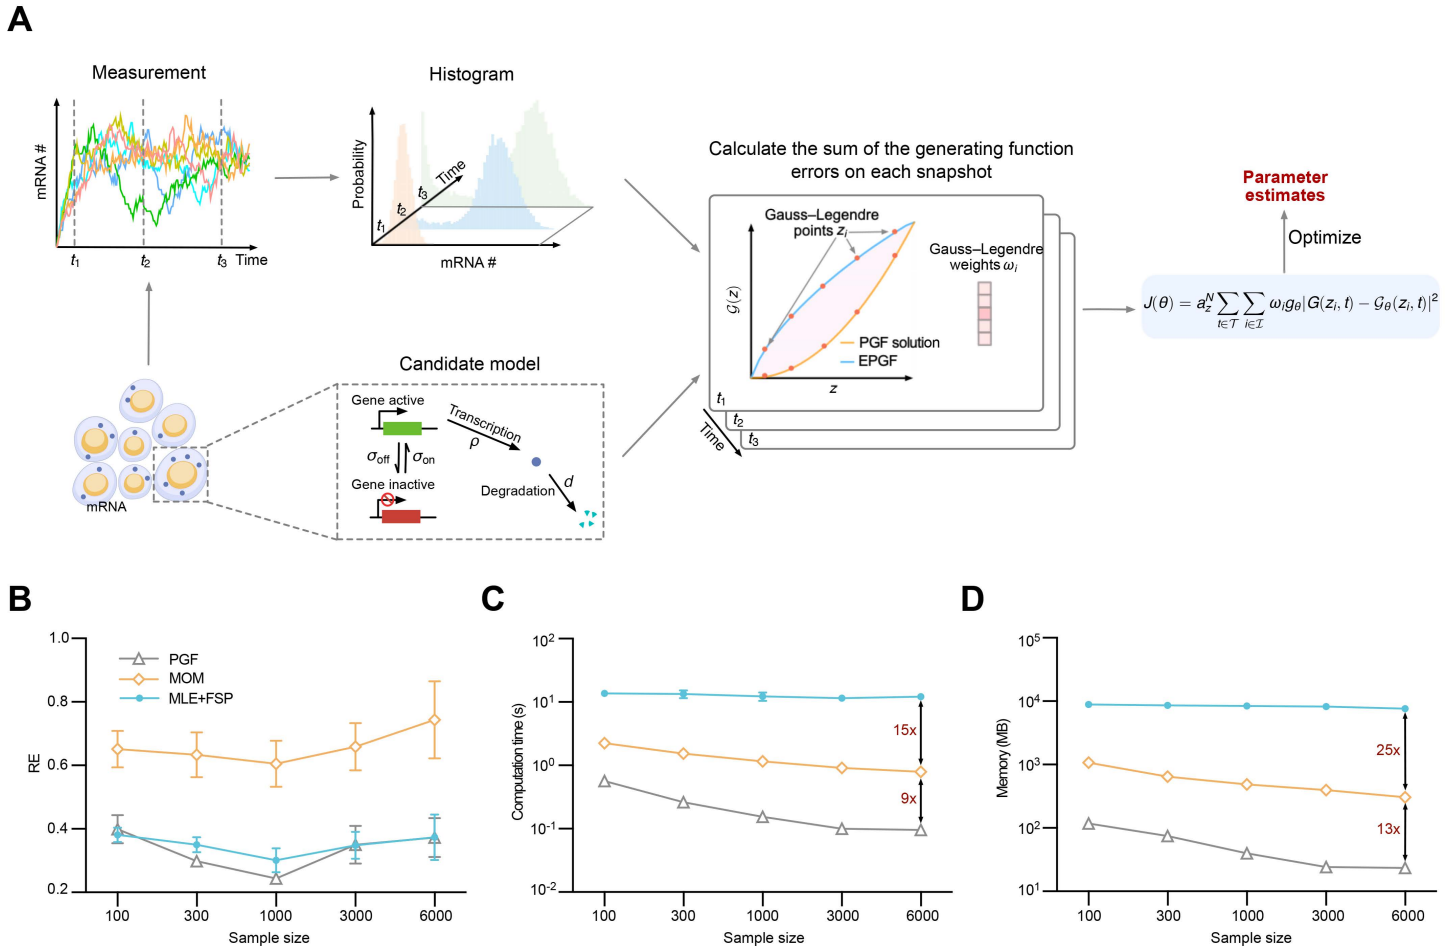 A
Measurement
mRNA #
t1
t2
t3
Time
Histogram
Probability
t1
t2
t3
Time
mRNA #
mRNA
Candidate model
Gene active
σoff
σon
Gene inactive
Transcription
ρ
Degradation
d
Calculate the sum of the generating function
errors on each snapshot
Gauss–Legendre
points zi
Gauss–Legendre
weights ωi
𝒢(z)
PGF solution
EPGF
z
t1
t2
t3
Time
Parameter
estimates
Optimize
J(θ) = a_z^N ∑_{t∈𝒯} ∑_{i∈ℐ} ωi gθ|G(zi, t) − 𝒢θ(zi, t)|²
B
RE
1.0
0.8
0.6
0.4
0.2
PGF
MOM
MLE+FSP
100
300
1000
3000
6000
Sample size
C
Computation time (s)
10²
10¹
10⁰
10⁻¹
10⁻²
15x
9x
100
300
1000
3000
6000
Sample size
D
Memory (MB)
10⁵
10⁴
10³
10²
10¹
25x
13x
100
300
1000
3000
6000
Sample size